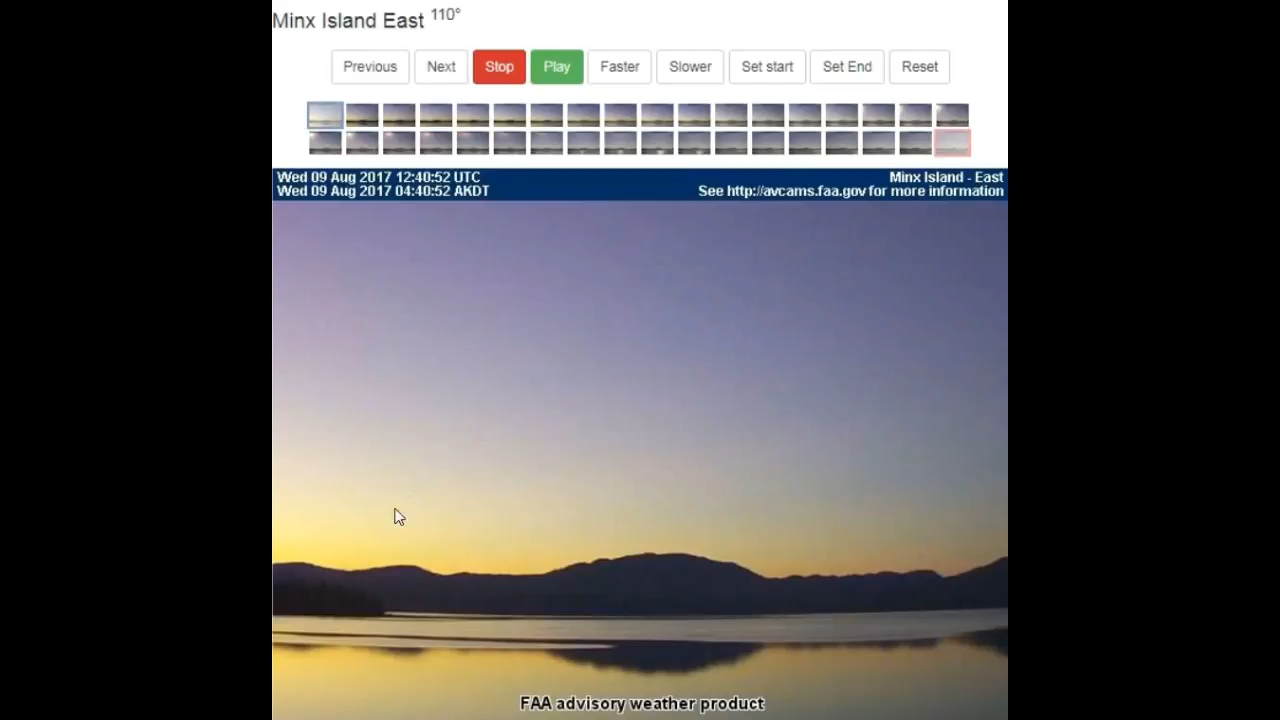 Minx Island East 110°
Previous Next Stop Play Faster Slower Set start Set End Reset
Wed 09 Aug 2017 12:40:52 UTC Minx Island - East
Wed 09 Aug 2017 04:40:52 AKDT See http://avcams.faa.gov for more information
FAA advisory weather product